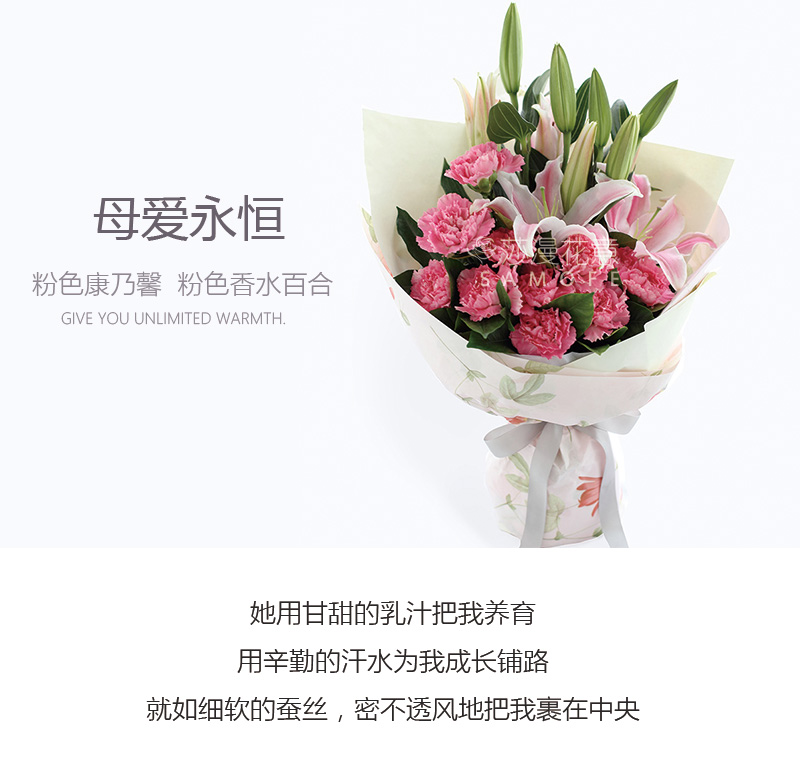 母爱永恒
粉色康乃馨 粉色香水百合
GIVE YOU UNLIMITED WARMTH.
她用甘甜的乳汁把我养育
用辛勤的汗水为我成长铺路
就如细软的蚕丝，密不透风地把我裹在中央